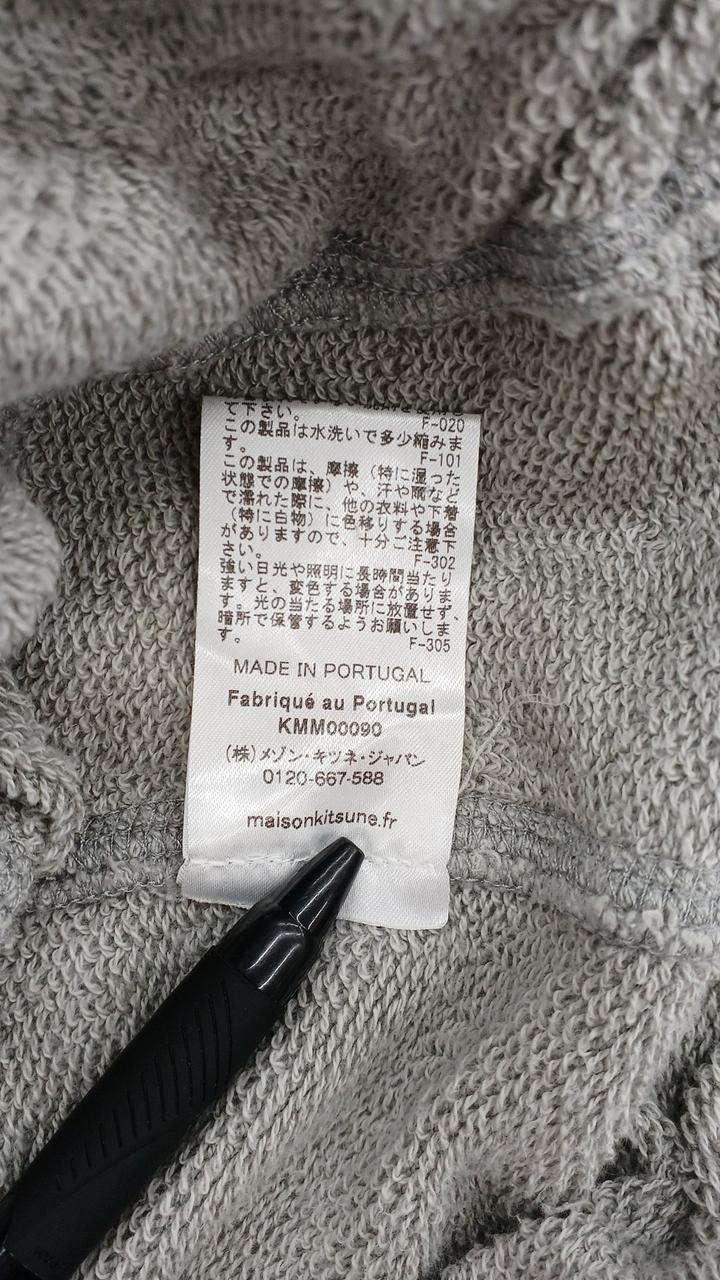 て下さい。
F-020
この製品は水洗いで多少縮みま
す。
F-101
この製品は、摩擦（特に湿った
状態での摩擦）や、汗や雨など
で濡れた際に、他の衣料や下着
（特に白物）に色移りする場合
がありますので、十分ご注意下
さい。
F-302
強い日光や照明に長時間当たり
ますと、変色する場合がありま
す。光の当たる場所に放置せず、
暗所で保管するようお願いしま
す。
F-305
MADE IN PORTUGAL
Fabriqué au Portugal
KMM00090
（株）メゾン・キツネ・ジャパン
0120-667-588
maisonkitsune.fr